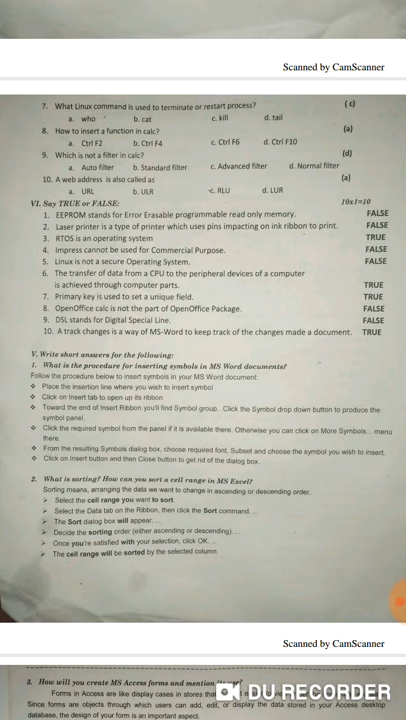 Scanned by CamScanner
7. What Linux command is used to terminate or restart process? (c)
a. who b. cat c. kill d. tail
8. How to insert a function in calc? (a)
a. Ctrl F2 b. Ctrl F4 c. Ctrl F6 d. Ctrl F10
9. Which is not a filter in calc? (d)
a. Auto filter b. Standard filter c. Advanced filter d. Normal filter
10. A web address is also called as (a)
a. URL b. ULR c. RLU d. LUR
VI. Say TRUE or FALSE: 10x1=10
1. EEPROM stands for Error Erasable programmable read only memory. FALSE
2. Laser printer is a type of printer which uses pins impacting on ink ribbon to print. FALSE
3. RTOS is an operating system TRUE
4. Impress cannot be used for Commercial Purpose. FALSE
5. Linux is not a secure Operating System. FALSE
6. The transfer of data from a CPU to the peripheral devices of a computer
is achieved through computer parts. TRUE
7. Primary key is used to set a unique field. TRUE
8. OpenOffice calc is not the part of OpenOffice Package. FALSE
9. DSL stands for Digital Special Line. FALSE
10. A track changes is a way of MS-Word to keep track of the changes made a document. TRUE
V. Write short answers for the following:
1. What is the procedure for inserting symbols in MS Word documents?
Follow the procedure below to insert symbols in your MS Word document:
❖ Place the insertion line where you wish to insert symbol
❖ Click on Insert tab to open up its ribbon
❖ Toward the end of Insert Ribbon you'll find Symbol group. Click the Symbol drop down button to produce the
symbol panel.
❖ Click the required symbol from the panel if it is available there. Otherwise you can click on More Symbols... menu
there.
❖ From the resulting Symbols dialog box, choose required font, Subset and choose the symbol you wish to insert.
❖ Click on Insert button and then Close button to get rid of the dialog box.
2. What is sorting? How can you sort a cell range in MS Excel?
Sorting means, arranging the data we want to change in ascending or descending order.
➢ Select the cell range you want to sort.
➢ Select the Data tab on the Ribbon, then click the Sort command. ...
➢ The Sort dialog box will appear. ...
➢ Decide the sorting order (either ascending or descending). ...
➢ Once you're satisfied with your selection, click OK. ...
➢ The cell range will be sorted by the selected column.
Scanned by CamScanner
3. How will you create MS Access forms and mention
Forms in Access are like display cases in stores that
Since forms are objects through which users can add, edit, or display the data stored in your Access desktop
database, the design of your form is an important aspect.
DU RECORDER